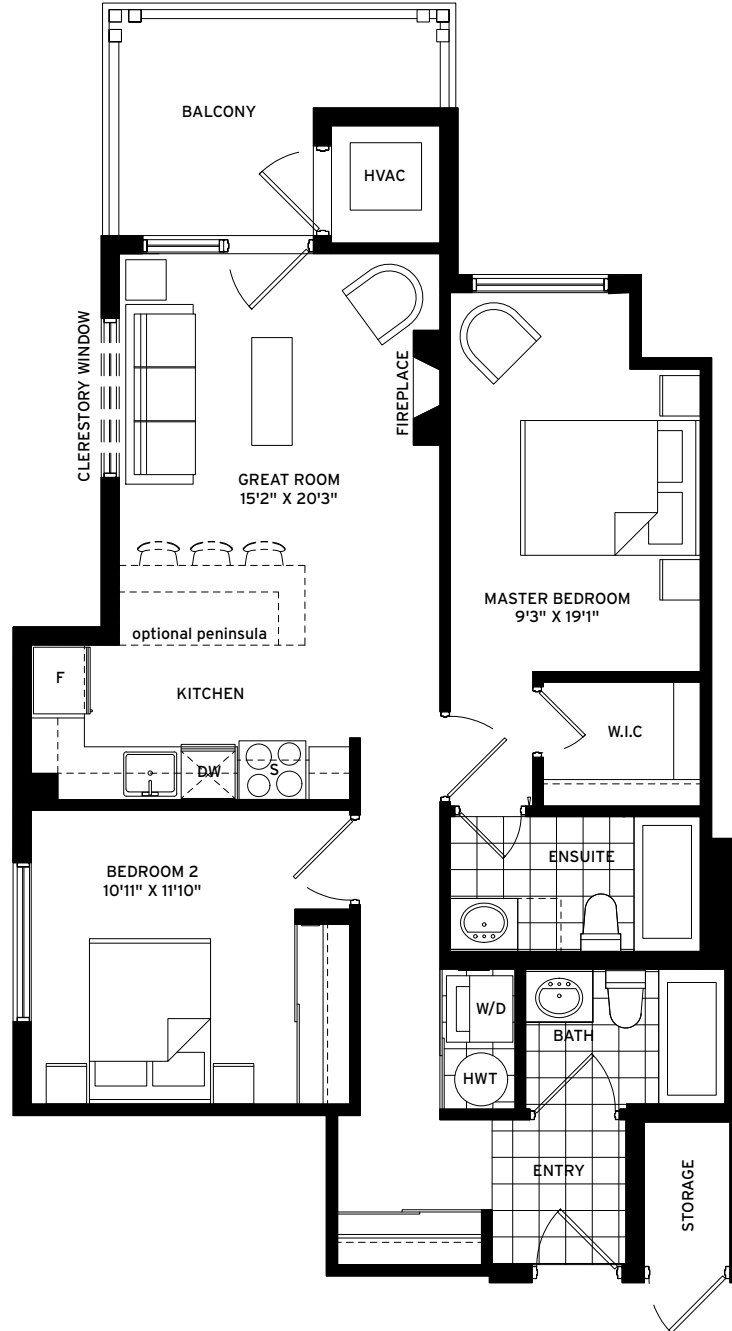 BALCONY
HVAC
CLERESTORY WINDOW
FIREPLACE
GREAT ROOM
15'2" X 20'3"
MASTER BEDROOM
9'3" X 19'1"
optional peninsula
F
KITCHEN
W.I.C
DW
S
BEDROOM 2
10'11" X 11'10"
ENSUITE
W/D
BATH
HWT
ENTRY
STORAGE